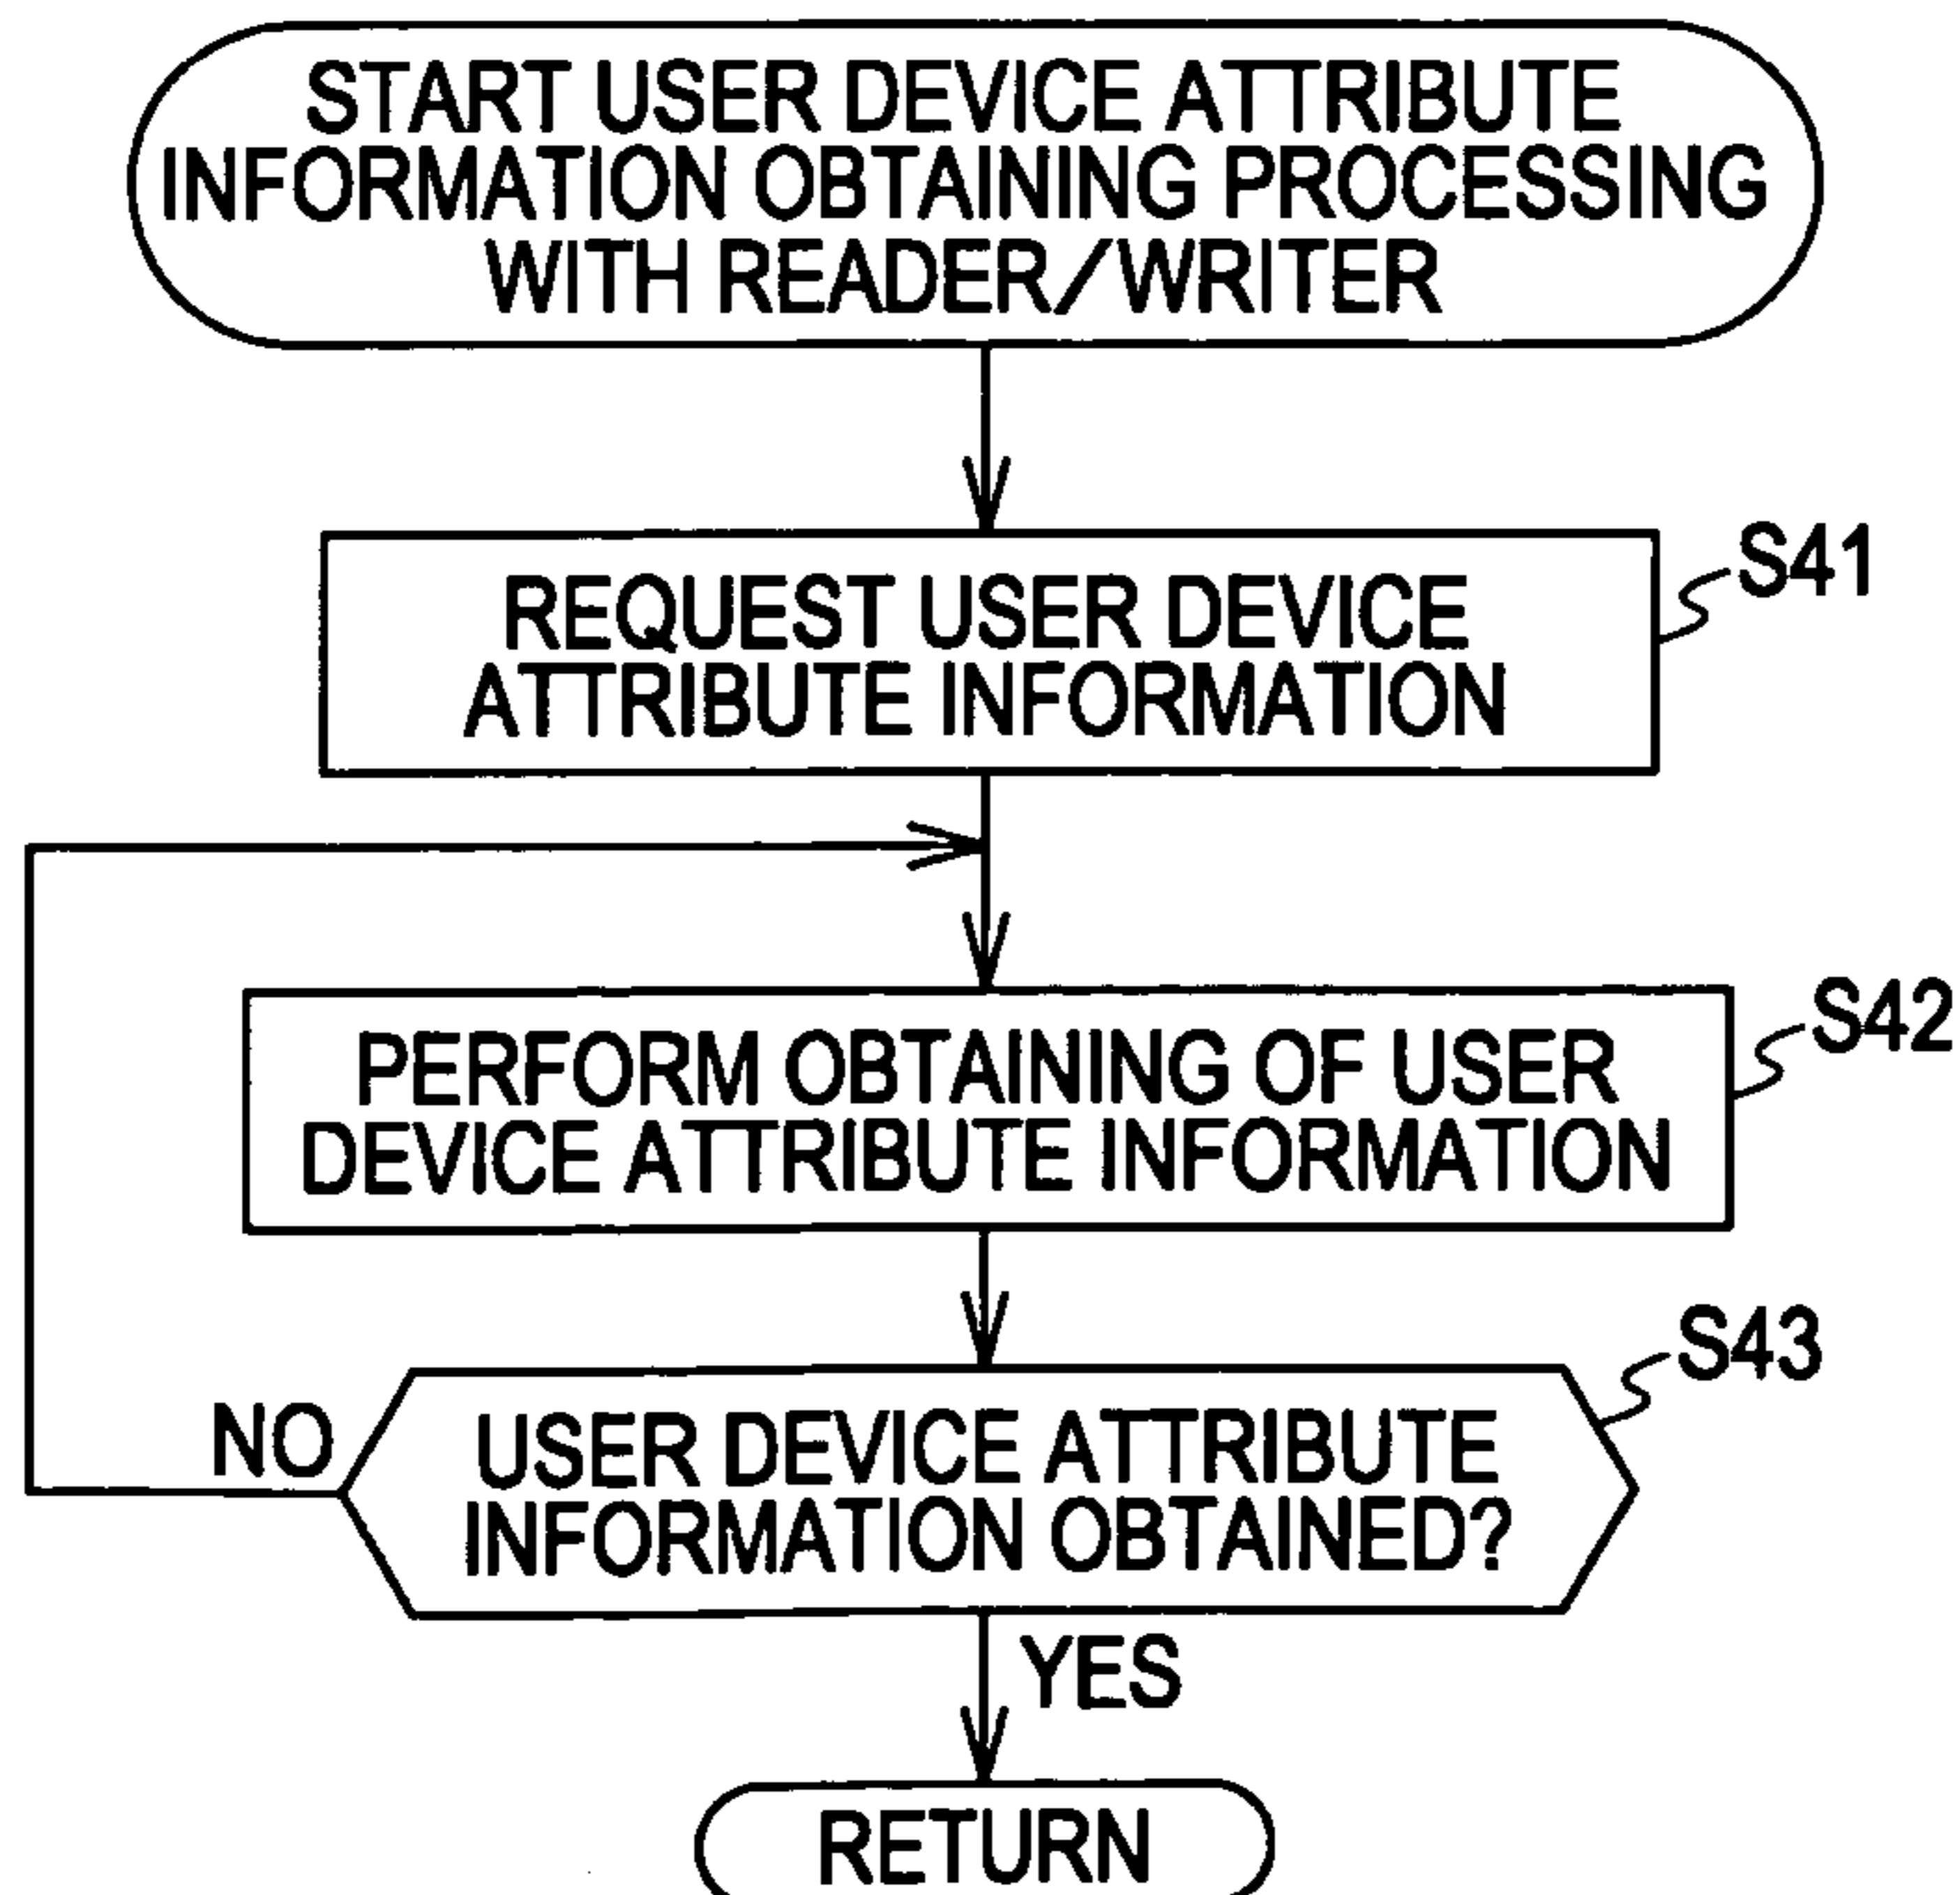 START USER DEVICE ATTRIBUTE
INFORMATION OBTAINING PROCESSING
WITH READER/WRITER
S41
REQUEST USER DEVICE
ATTRIBUTE INFORMATION
S42
PERFORM OBTAINING OF USER
DEVICE ATTRIBUTE INFORMATION
S43
NO
USER DEVICE ATTRIBUTE
INFORMATION OBTAINED?
YES
RETURN